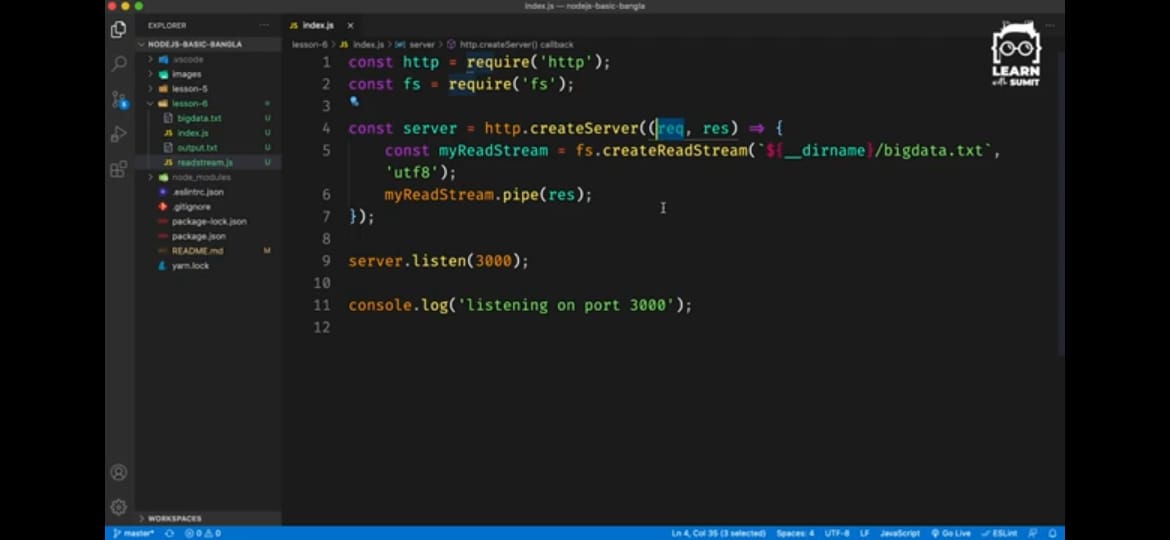 index.js — nodejs-basic-bangla
EXPLORER
index.js
NODEJS-BASIC-BANGLA
.vscode
images
lesson-5
lesson-6
bigdata.txt U
index.js U
output.txt U
readstream.js U
node_modules
.eslintrc.json
.gitignore
package-lock.json
package.json
README.md M
yarn.lock
WORKSPACES
lesson-6 > index.js > server > http.createServer() callback
1 const http = require('http');
2 const fs = require('fs');
3
4 const server = http.createServer((req, res) => {
5 const myReadStream = fs.createReadStream(`${__dirname}/bigdata.txt`,
'utf8');
6 myReadStream.pipe(res);
7 });
8
9 server.listen(3000);
10
11 console.log('listening on port 3000');
12
LEARN
with SUMIT
master* 0 0 Ln 4, Col 35 (3 selected) Spaces: 4 UTF-8 LF JavaScript Go Live ESLint